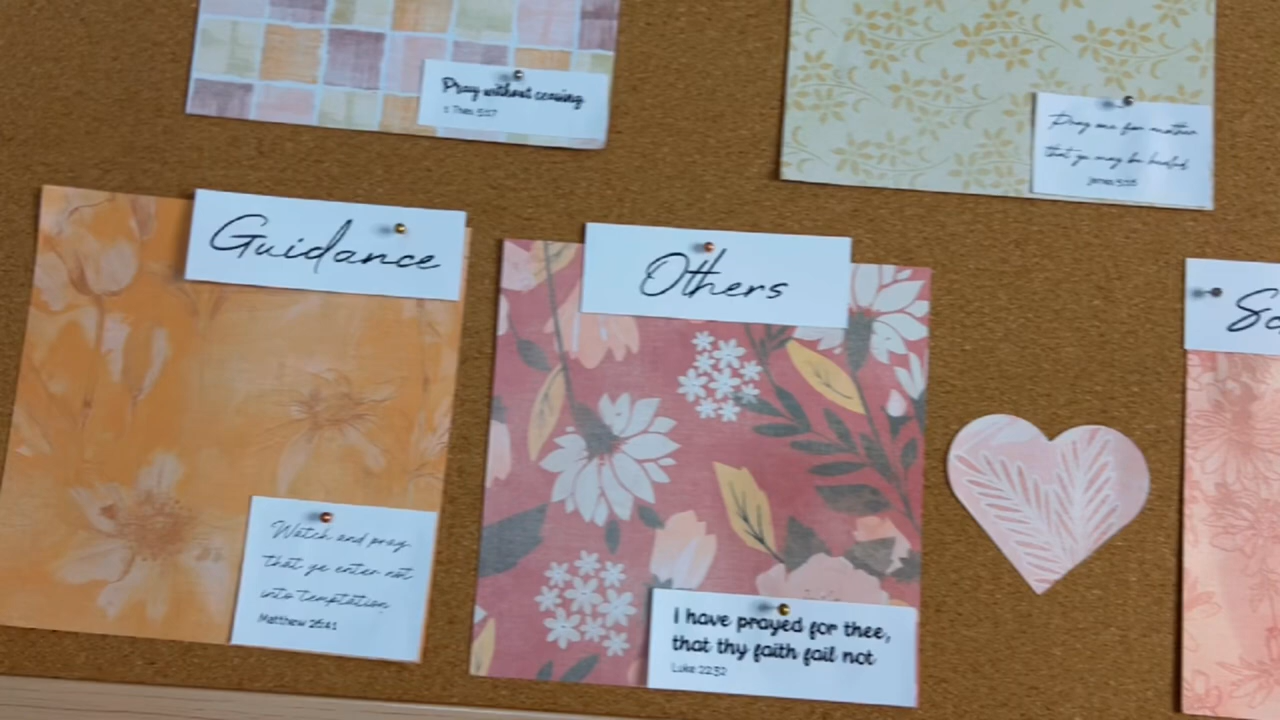 Pray without ceasing
1 Thes. 5:17
Pray one for another
that ye may be healed
James 5:16
Guidance
Others
Watch and pray
that ye enter not
into temptation
Matthew 26:41
I have prayed for thee,
that thy faith fail not
Luke 22:32